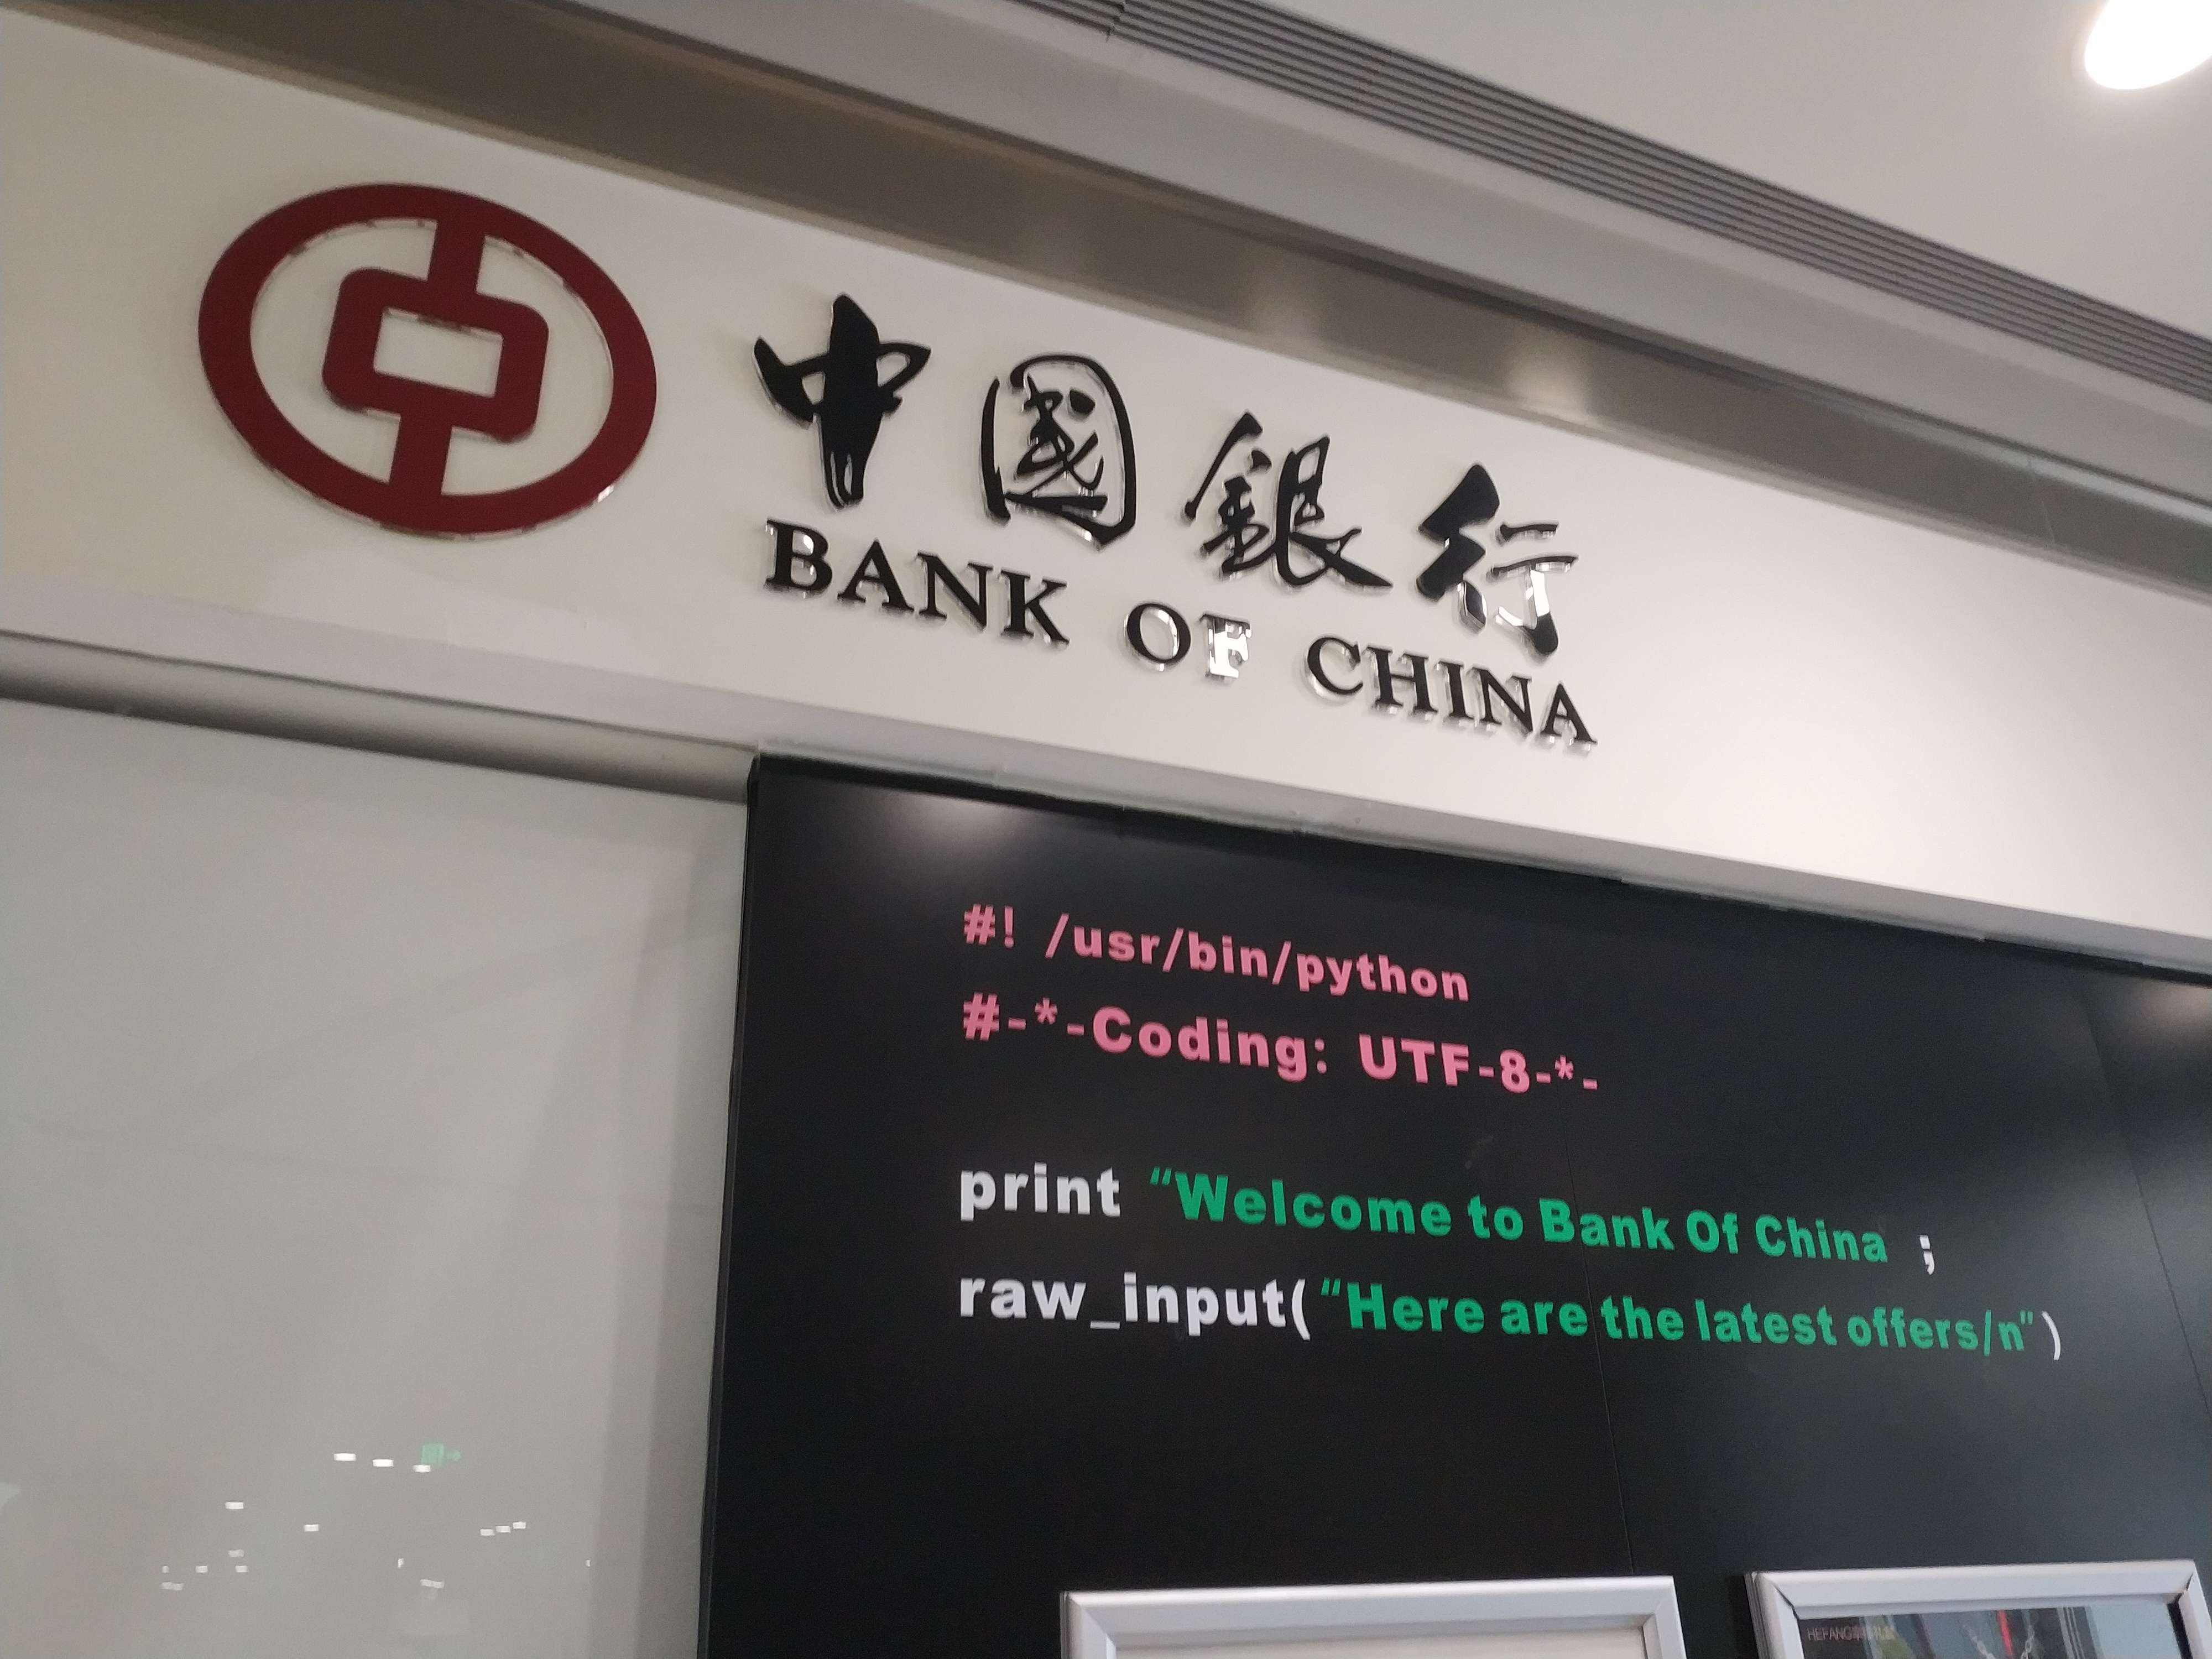 中國銀行
BANK OF CHINA
#! /usr/bin/python
#-*-Coding: UTF-8-*-
print “Welcome to Bank Of China ;
raw_input(“Here are the latest offers/n”)
HEFANG